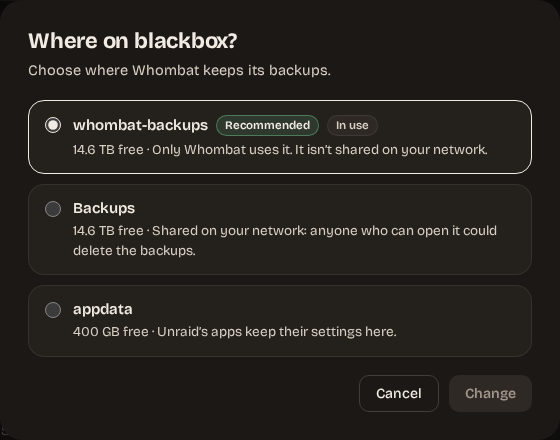 Where on blackbox?
Choose where Whombat keeps its backups.
whombat-backups Recommended In use
14.6 TB free · Only Whombat uses it. It isn't shared on your network.
Backups
14.6 TB free · Shared on your network: anyone who can open it could
delete the backups.
appdata
400 GB free · Unraid's apps keep their settings here.
Cancel Change